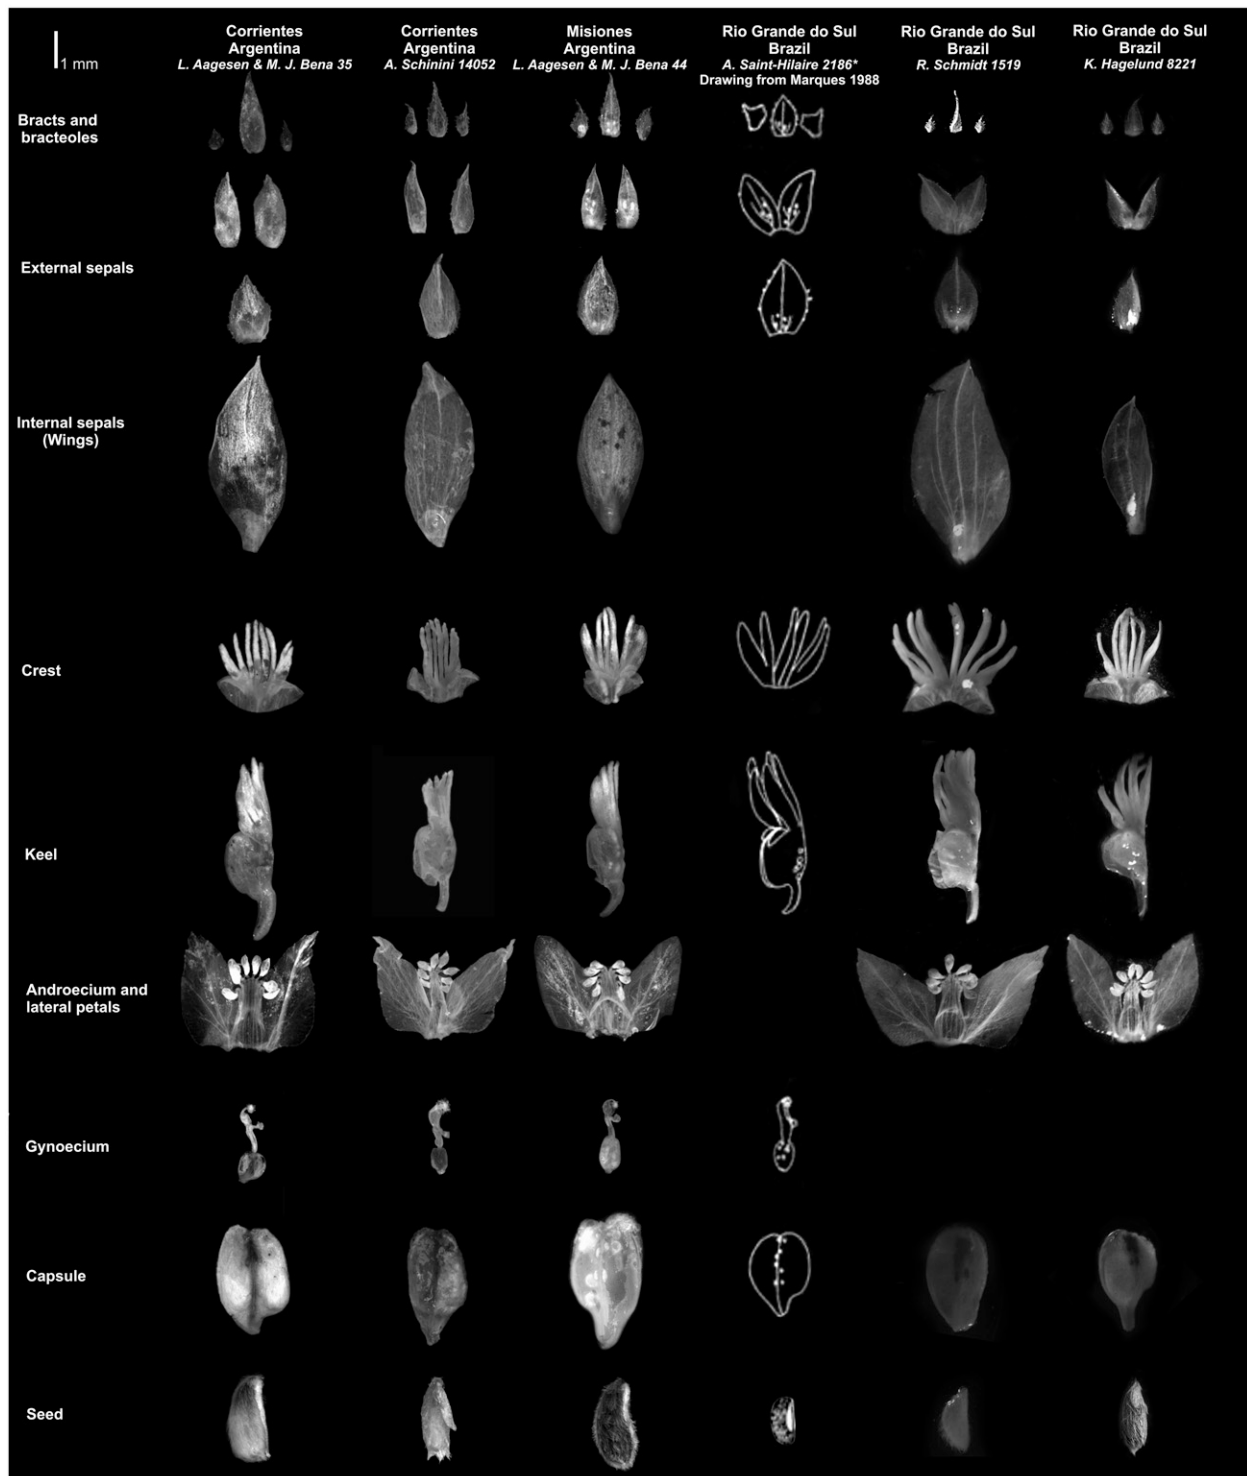 1 mm
Corrientes
Argentina
L. Aagesen & M. J. Bena 35
Corrientes
Argentina
A. Schinini 14052
Misiones
Argentina
L. Aagesen & M. J. Bena 44
Rio Grande do Sul
Brazil
A. Saint-Hilaire 2186*
Drawing from Marques 1988
Rio Grande do Sul
Brazil
R. Schmidt 1519
Rio Grande do Sul
Brazil
K. Hagelund 8221
Bracts and
bracteoles
External sepals
Internal sepals
(Wings)
Crest
Keel
Androecium and
lateral petals
Gynoecium
Capsule
Seed